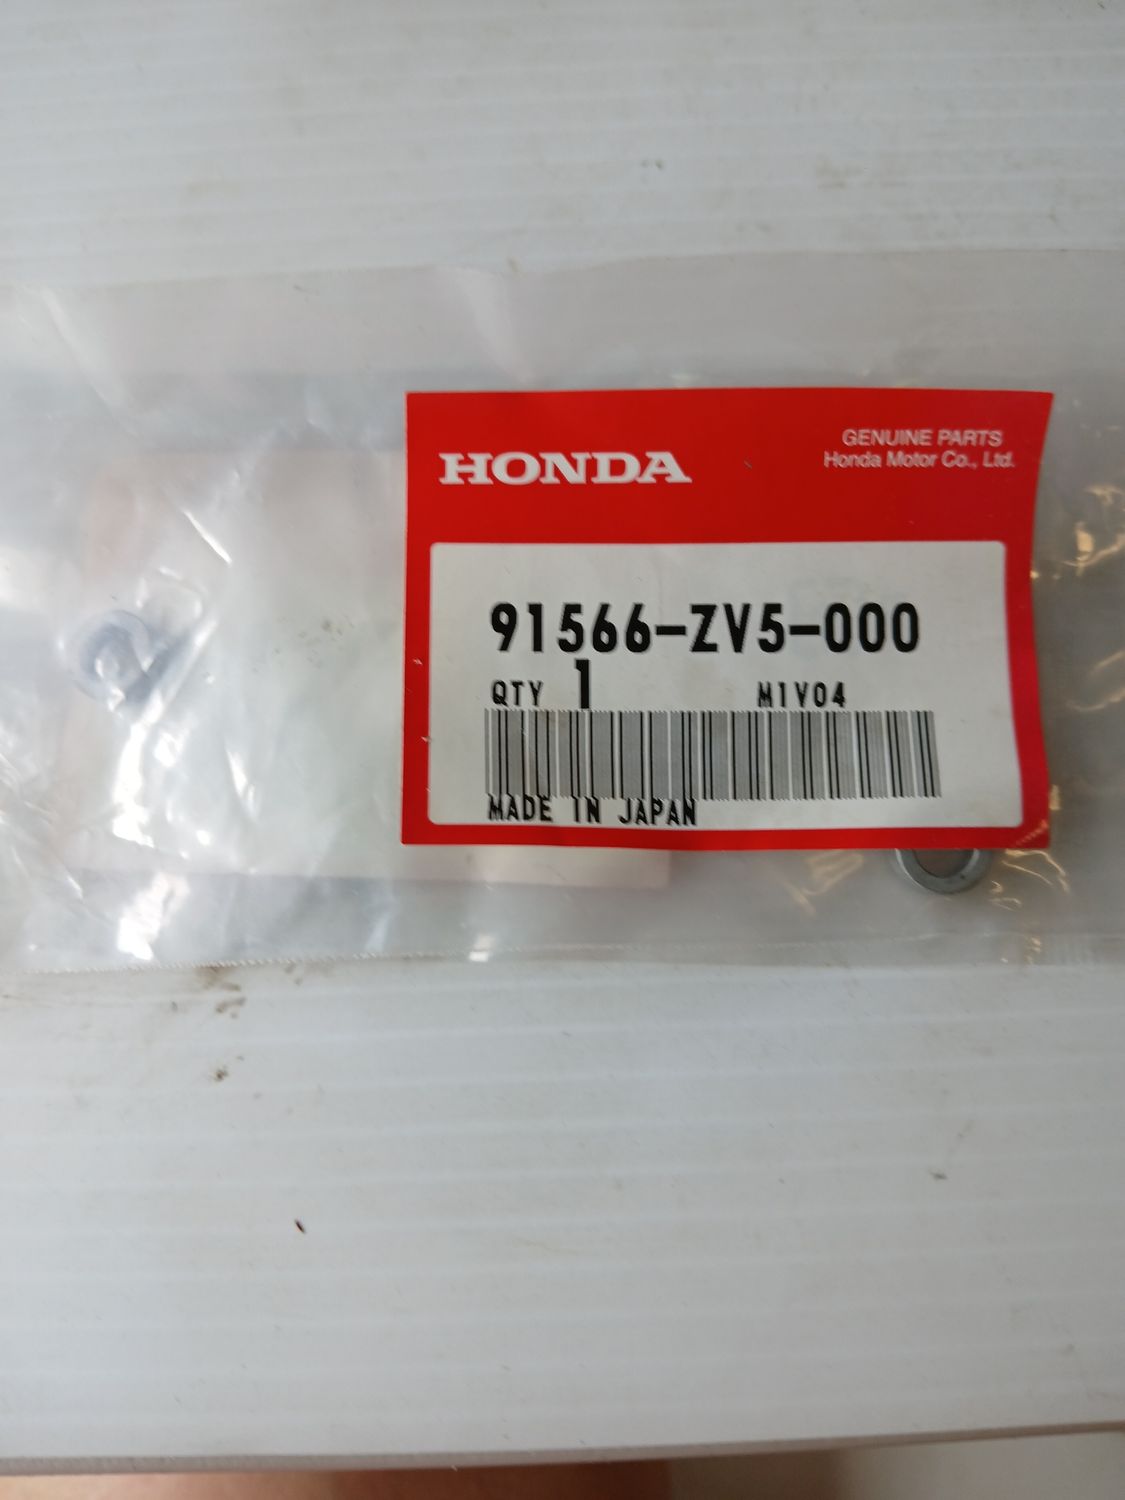 HONDA
GENUINE PARTS
Honda Motor Co., Ltd.
91566-ZV5-000
QTY 1 M1V04
MADE IN JAPAN